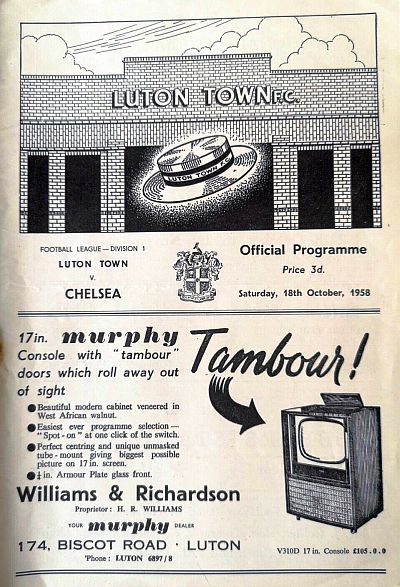 LUTON TOWN F.C.
LUTON TOWN F.C.
FOOTBALL LEAGUE — DIVISION 1
LUTON TOWN
v.
CHELSEA
Official Programme
Price 3d.
Saturday, 18th October, 1958
17in. murphy
Console with "tambour"
doors which roll away out
of sight
Tambour!
Beautiful modern cabinet veneered in
West African walnut.
Easiest ever programme selection—
"Spot-on" at one click of the switch.
Perfect centring and unique unmasked
tube-mount giving biggest possible
picture on 17 in. screen.
¼ in. Armour Plate glass front.
Williams & Richardson
Proprietor: H. R. WILLIAMS
YOUR murphy DEALER
174, BISCOT ROAD · LUTON
'Phone: LUTON 6897/8
V310D 17 in. Console £105.0.0